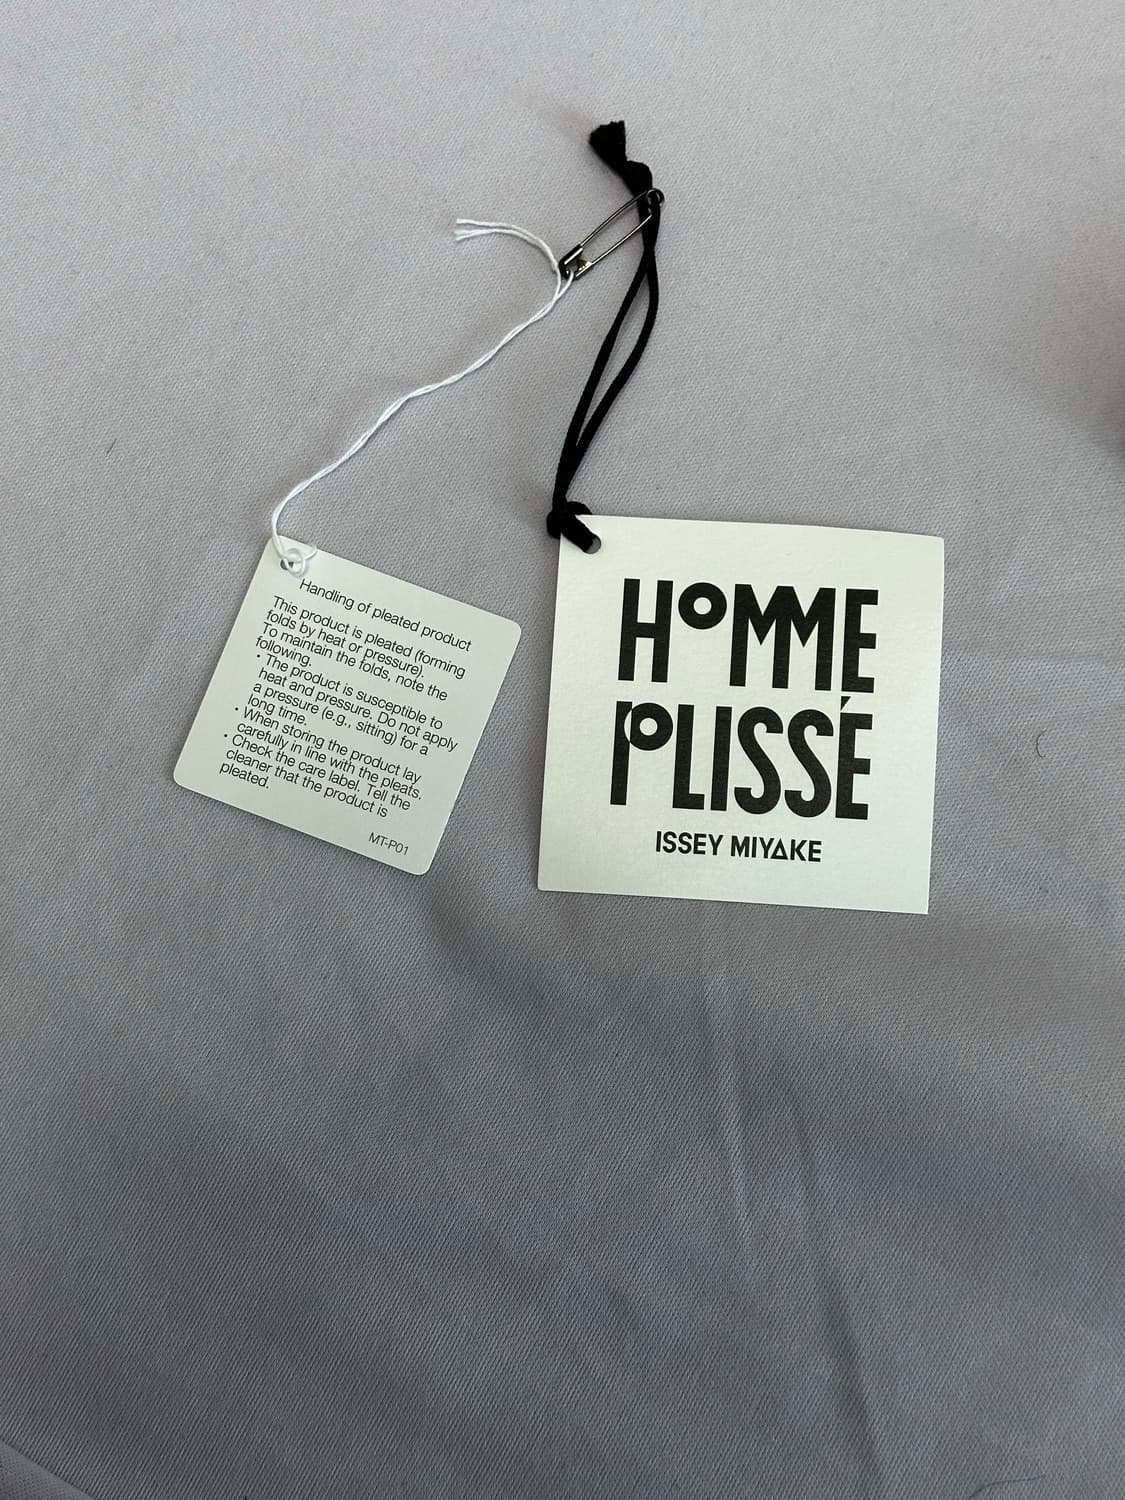 Handling of pleated product
This product is pleated (forming
folds by heat or pressure).
To maintain the folds, note the
following.
• The product is susceptible to
heat and pressure. Do not apply
a pressure (e.g., sitting) for a
long time.
• When storing the product lay
carefully in line with the pleats.
• Check the care label. Tell the
cleaner that the product is
pleated.
MT-P01
HOMME
PLISSÉ
ISSEY MIYAKE